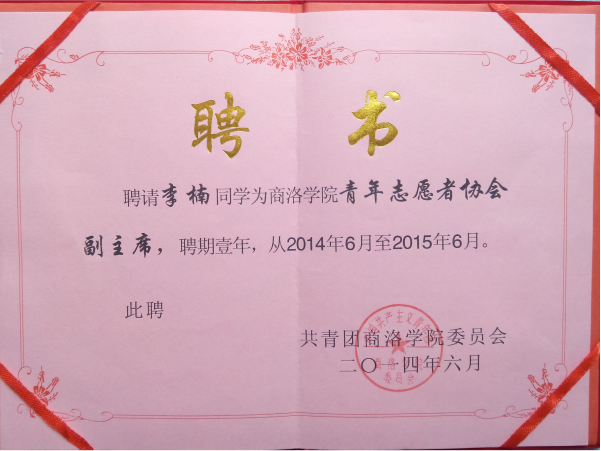 聘书
聘请李楠同学为商洛学院青年志愿者协会
副主席，聘期壹年，从2014年6月至2015年6月。
此聘
共青团商洛学院委员会
二〇一四年六月